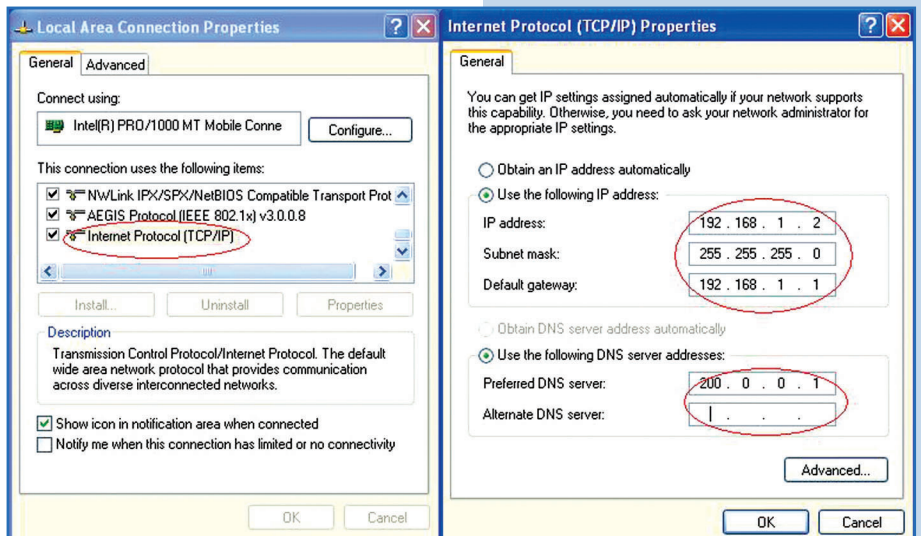 Local Area Connection Properties
General
Advanced
Connect using:
Intel(R) PRO/1000 MT Mobile Conne
Configure...
This connection uses the following items:
NWLink IPX/SPX/NetBIOS Compatible Transport Prot
AEGIS Protocol (IEEE 802.1x) v3.0.0.8
Internet Protocol (TCP/IP)
Install...
Uninstall
Properties
Description
Transmission Control Protocol/Internet Protocol. The default
wide area network protocol that provides communication
across diverse interconnected networks.
Show icon in notification area when connected
Notify me when this connection has limited or no connectivity
OK
Cancel
Internet Protocol (TCP/IP) Properties
General
You can get IP settings assigned automatically if your network supports
this capability. Otherwise, you need to ask your network administrator for
the appropriate IP settings.
Obtain an IP address automatically
Use the following IP address:
IP address: 192 . 168 . 1 . 2
Subnet mask: 255 . 255 . 255 . 0
Default gateway: 192 . 168 . 1 . 1
Obtain DNS server address automatically
Use the following DNS server addresses:
Preferred DNS server: 200 . 0 . 0 . 1
Alternate DNS server: . . .
Advanced...
OK
Cancel